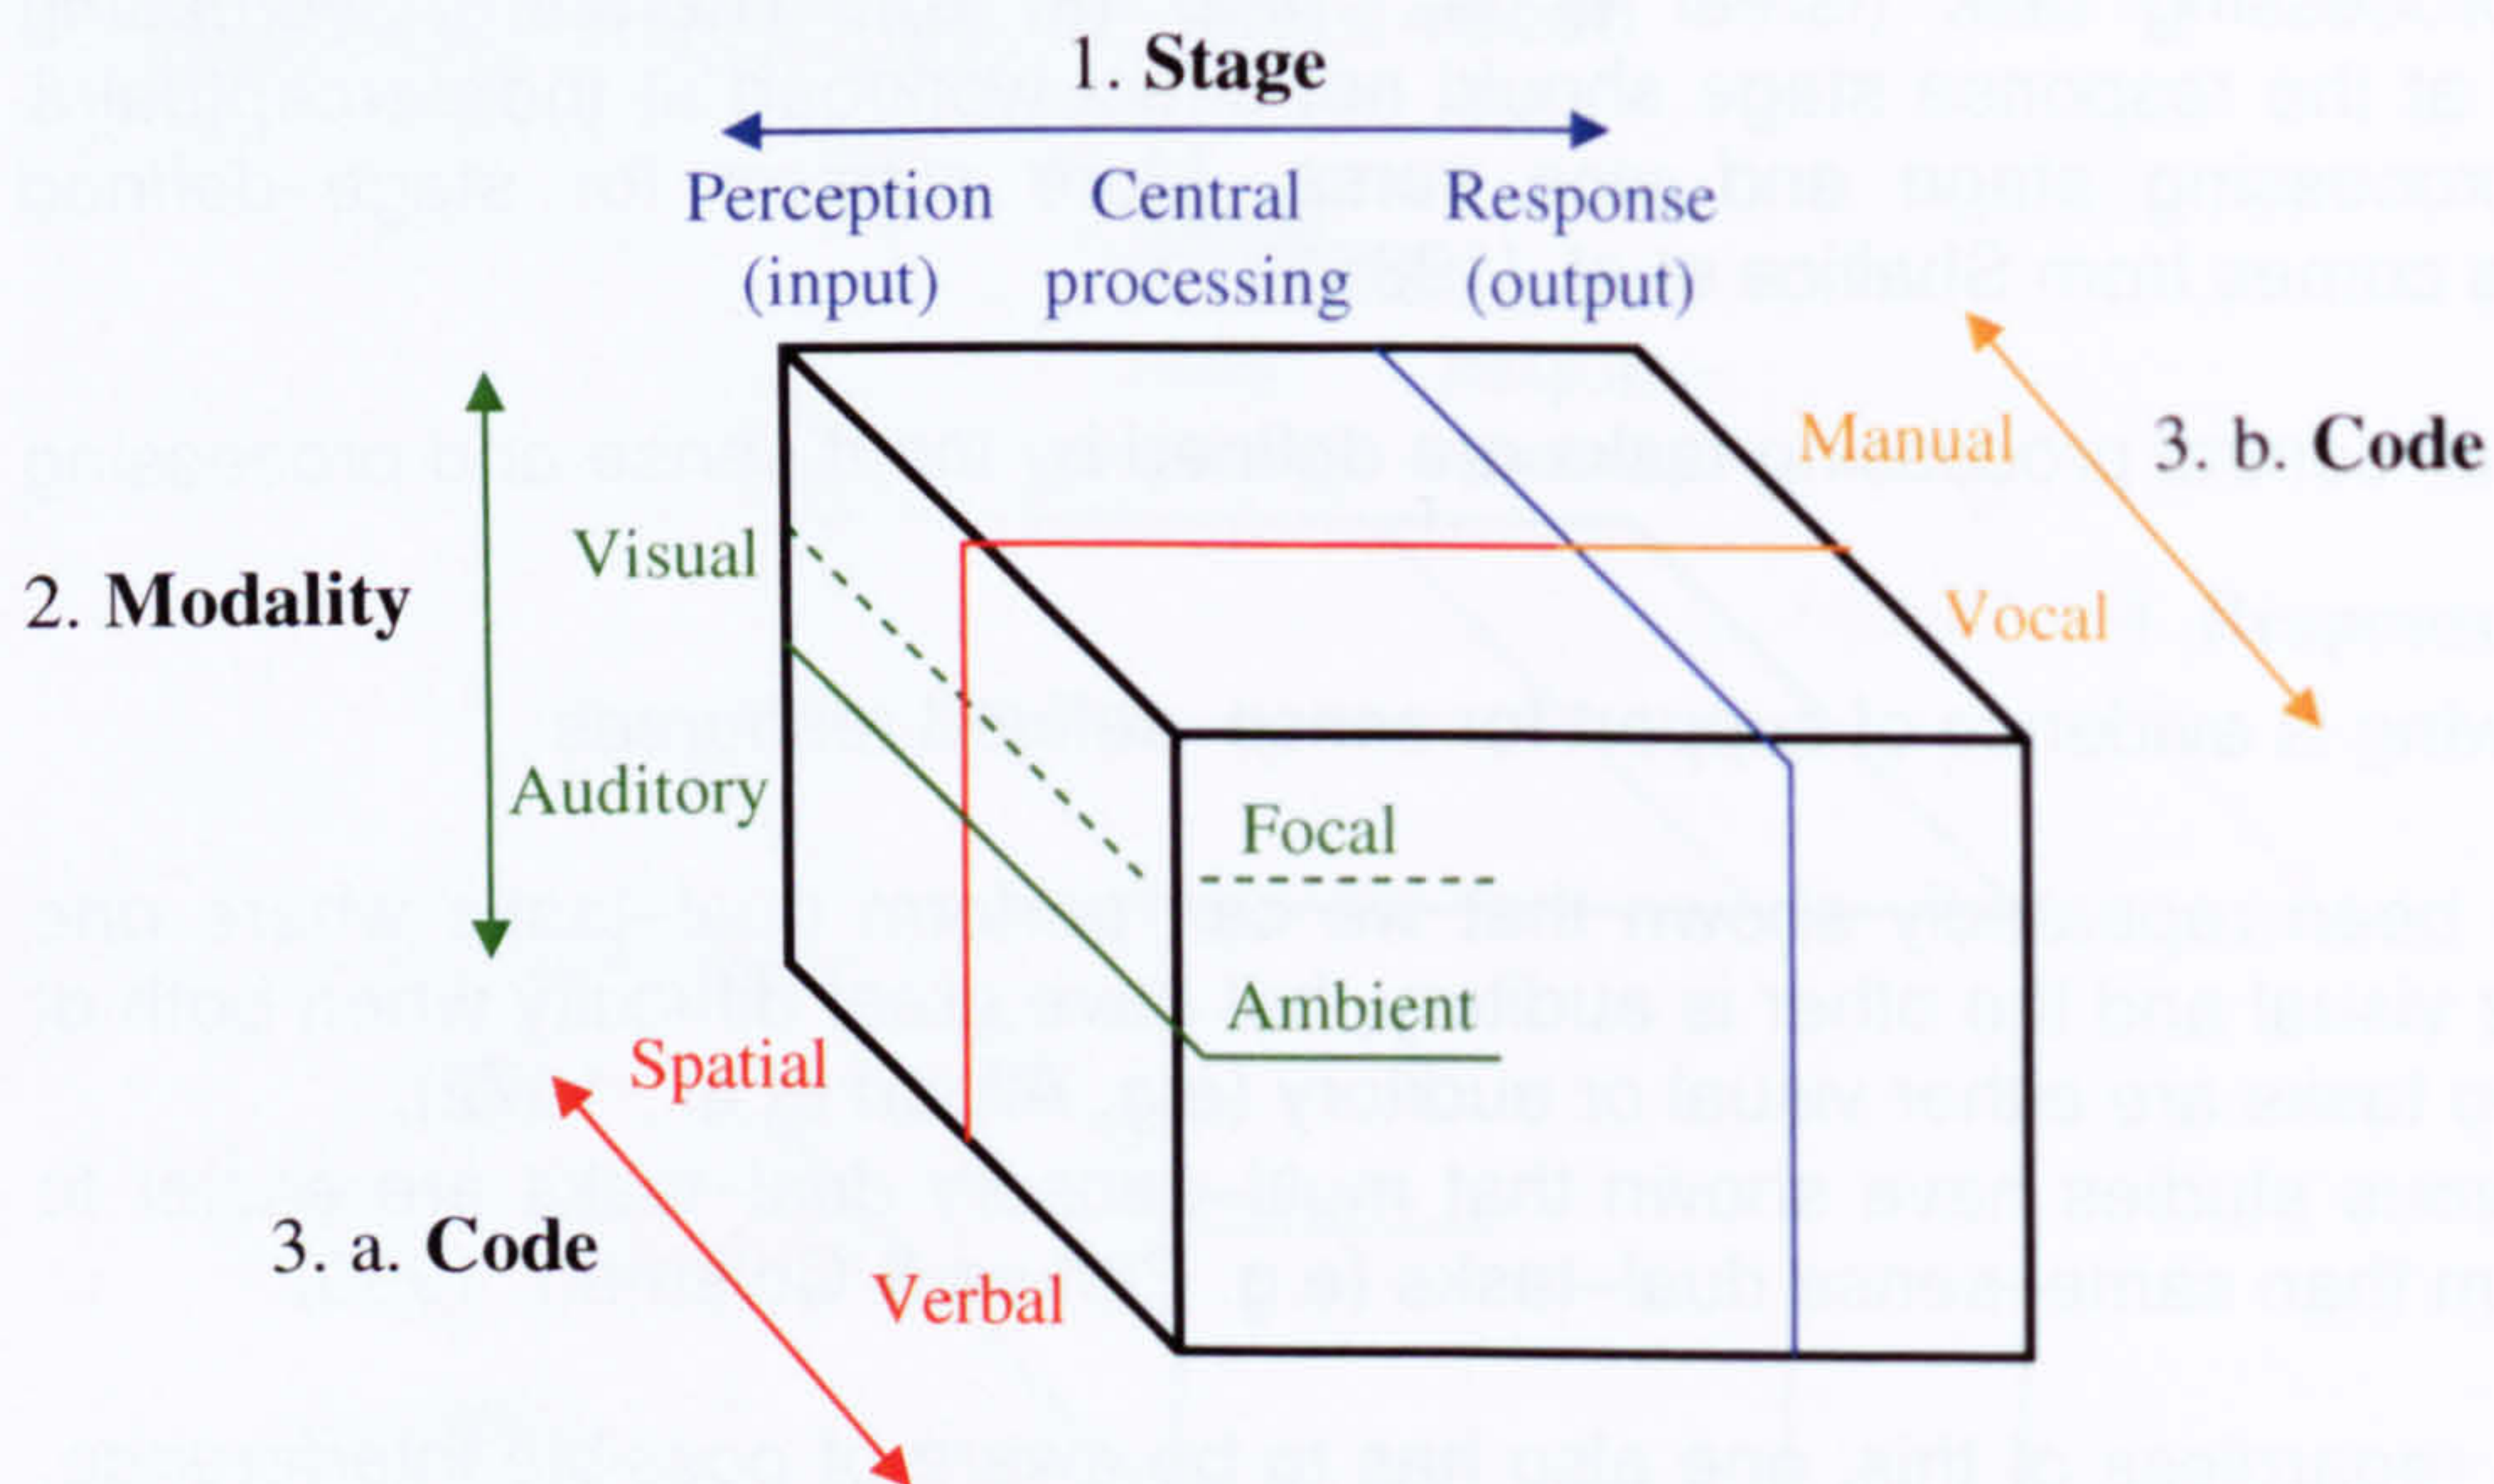 1. Stage
Perception Central Response
(input) processing (output)
Manual
3. b. Code
Visual
2. Modality
Vocal
Auditory
Focal
Ambient
Spatial
3. a. Code
Verbal